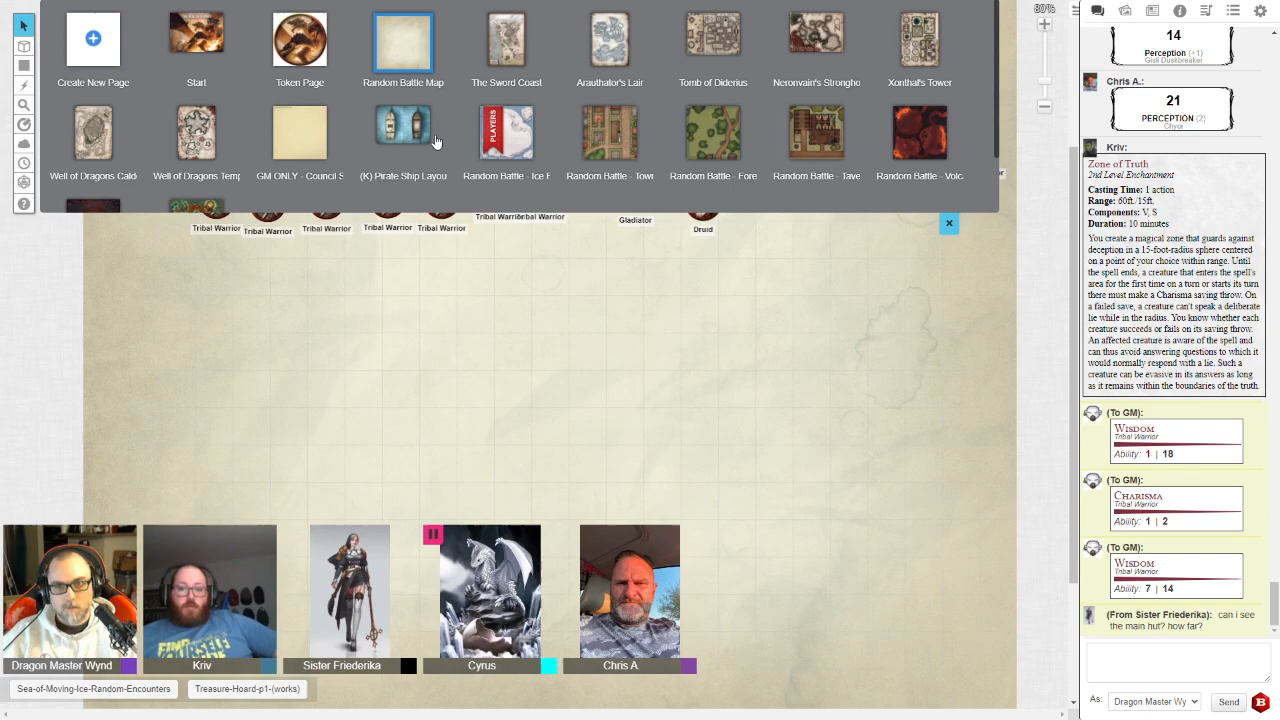 80%
Create New Page
Start
Token Page
Random Battle Map
The Sword Coast
Arauthator's Lair
Tomb of Diderius
Neronvain's Strongho
Xonthal's Tower
Well of Dragons Cald
Well of Dragons Temp
GM ONLY - Council S
(K) Pirate Ship Layou
PLAYERS
Random Battle - Ice F
Random Battle - Tow
Random Battle - Fore
Random Battle - Tave
Random Battle - Volc
Tribal Warrior
Tribal Warrior
Tribal Warrior
Tribal Warrior
Tribal Warrior
Gladiator
Druid
Dragon Master Wynd
Kriv
Sister Friederika
Cyrus
Chris A.
Sea-of-Moving-Ice-Random-Encounters
Treasure-Hoard-p1-(works)
14
Perception (+1)
Gisli Duskbreaker
Chris A.:
21
PERCEPTION (2)
Chyor
Kriv:
Zone of Truth
2nd Level Enchantment
Casting Time: 1 action
Range: 60ft./15ft.
Components: V, S
Duration: 10 minutes
You create a magical zone that guards against
deception in a 15-foot-radius sphere centered
on a point of your choice within range. Until
the spell ends, a creature that enters the spell's
area for the first time on a turn or starts its turn
there must make a Charisma saving throw. On
a failed save, a creature can't speak a deliberate
lie while in the radius. You know whether each
creature succeeds or fails on its saving throw.
An affected creature is aware of the spell and
can thus avoid answering questions to which it
would normally respond with a lie. Such a
creature can be evasive in its answers as long
as it remains within the boundaries of the truth.
(To GM):
WISDOM
Tribal Warrior
Ability: 1 | 18
(To GM):
CHARISMA
Tribal Warrior
Ability: 1 | 2
(To GM):
WISDOM
Tribal Warrior
Ability: 7 | 14
(From Sister Friederika): can i see
the main hut? how far?
As:
Dragon Master Wy
Send